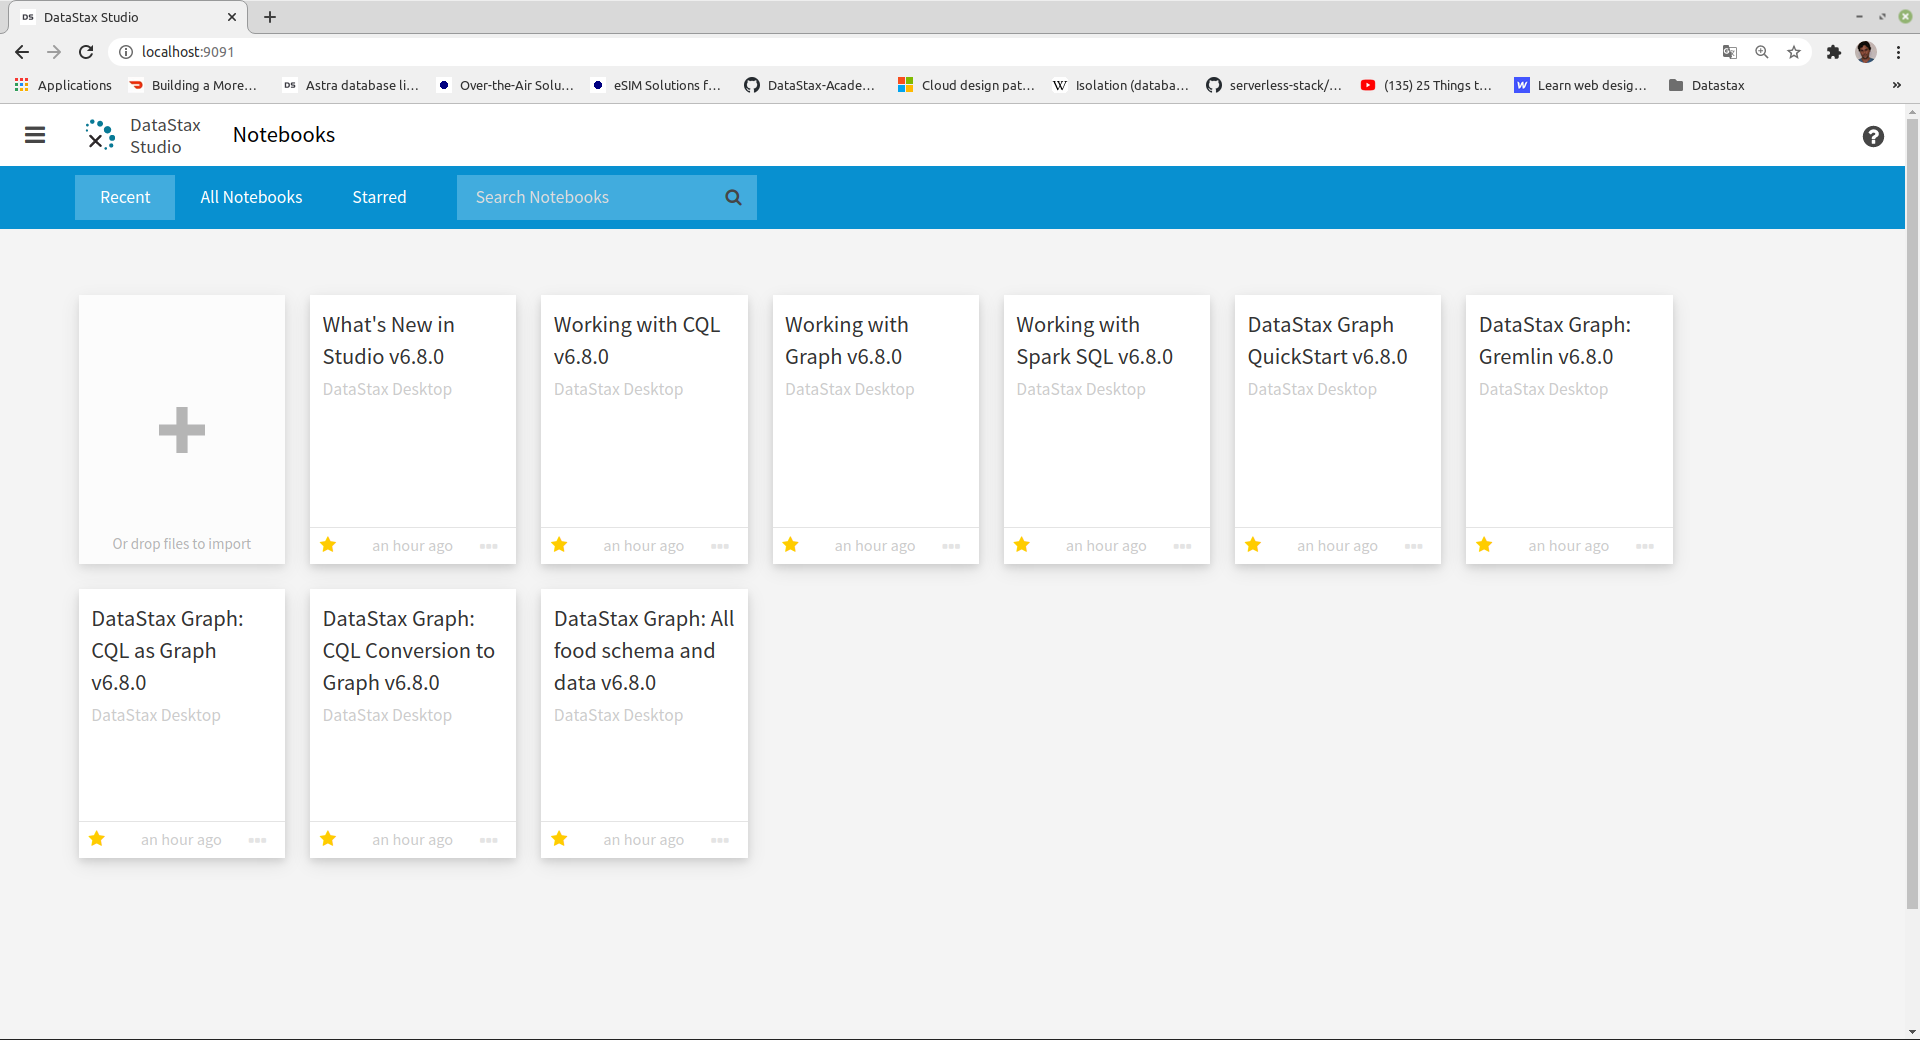 DS DataStax Studio
localhost:9091
Applications
Building a More...
DS Astra database li...
Over-the-Air Solu...
eSIM Solutions f...
DataStax-Acade...
Cloud design pat...
W Isolation (databa...
serverless-stack/...
(135) 25 Things t...
W Learn web desig...
Datastax
»
DataStax
Studio
Notebooks
?
Recent
All Notebooks
Starred
Search Notebooks
Or drop files to import
What's New in
Studio v6.8.0
DataStax Desktop
an hour ago
Working with CQL
v6.8.0
DataStax Desktop
an hour ago
Working with
Graph v6.8.0
DataStax Desktop
an hour ago
Working with
Spark SQL v6.8.0
DataStax Desktop
an hour ago
DataStax Graph
QuickStart v6.8.0
DataStax Desktop
an hour ago
DataStax Graph:
Gremlin v6.8.0
DataStax Desktop
an hour ago
DataStax Graph:
CQL as Graph
v6.8.0
DataStax Desktop
an hour ago
DataStax Graph:
CQL Conversion to
Graph v6.8.0
DataStax Desktop
an hour ago
DataStax Graph: All
food schema and
data v6.8.0
DataStax Desktop
an hour ago